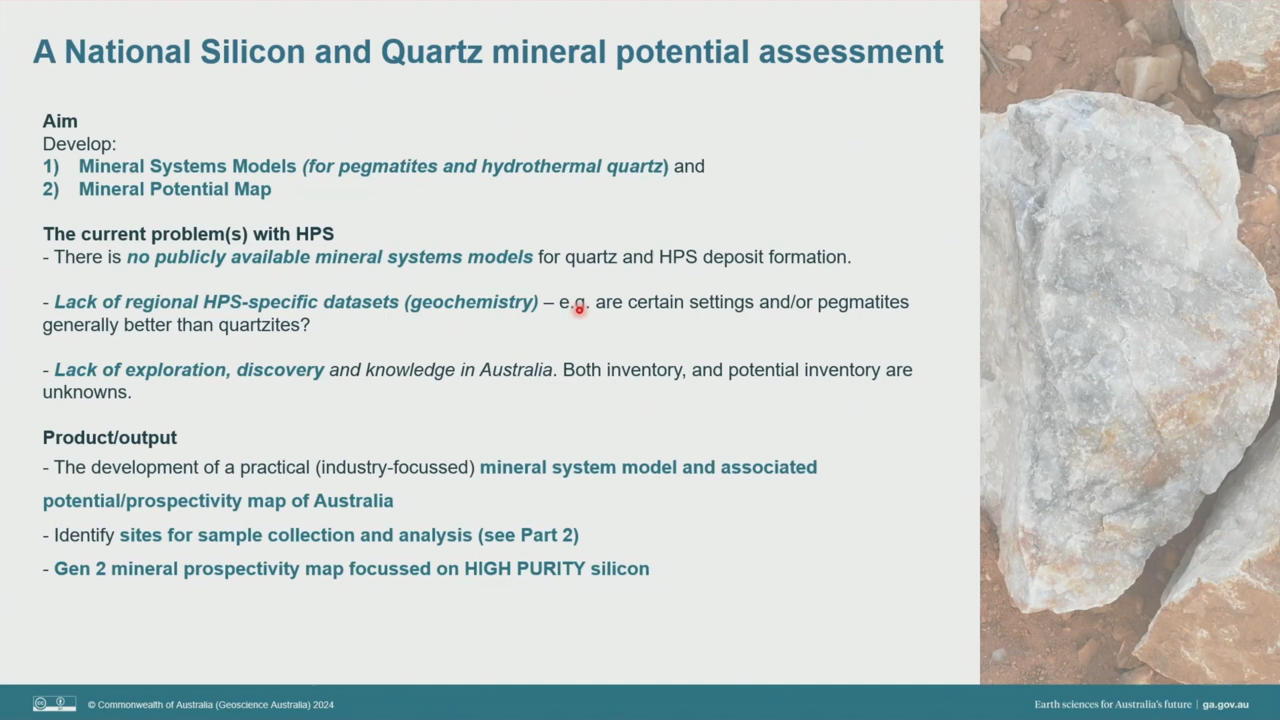 A National Silicon and Quartz mineral potential assessment
Aim
Develop:
1) Mineral Systems Models (for pegmatites and hydrothermal quartz) and
2) Mineral Potential Map
The current problem(s) with HPS
- There is no publicly available mineral systems models for quartz and HPS deposit formation.
- Lack of regional HPS-specific datasets (geochemistry) – e.g. are certain settings and/or pegmatites
generally better than quartzites?
- Lack of exploration, discovery and knowledge in Australia. Both inventory, and potential inventory are
unknowns.
Product/output
- The development of a practical (industry-focussed) mineral system model and associated
potential/prospectivity map of Australia
- Identify sites for sample collection and analysis (see Part 2)
- Gen 2 mineral prospectivity map focussed on HIGH PURITY silicon
© Commonwealth of Australia (Geoscience Australia) 2024
Earth sciences for Australia's future | ga.gov.au